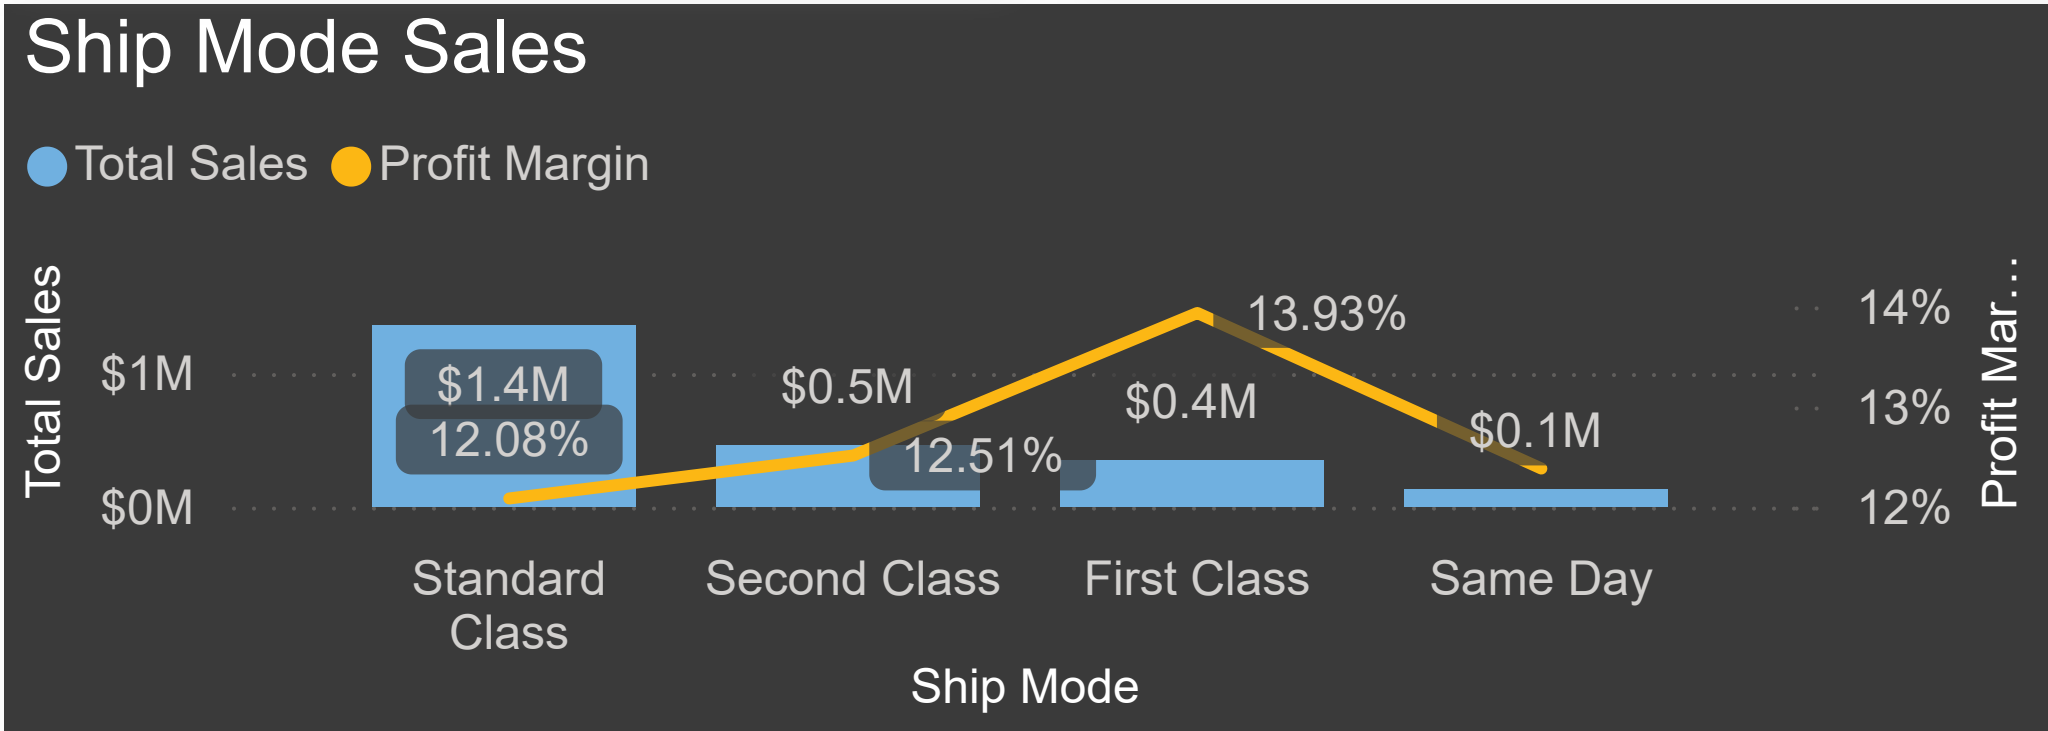 Ship Mode Sales
Total Sales
Profit Margin
Total Sales
$1M
$0M
$1.4M
12.08%
$0.5M
12.51%
$0.4M
13.93%
$0.1M
14%
13%
12%
Profit Mar...
Standard
Class
Second Class
First Class
Same Day
Ship Mode